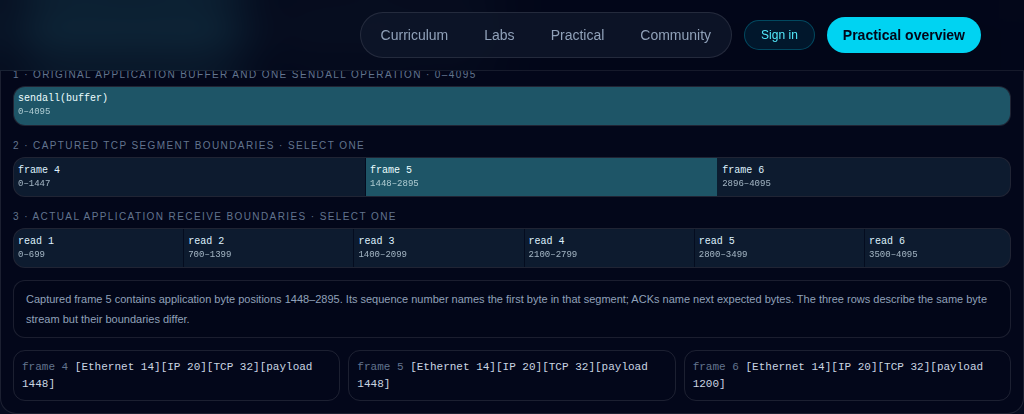 Curriculum Labs Practical Community Sign in Practical overview
1 · ORIGINAL APPLICATION BUFFER AND ONE SENDALL OPERATION · 0–4095
sendall(buffer)
0–4095
2 · CAPTURED TCP SEGMENT BOUNDARIES · SELECT ONE
frame 4 frame 5 frame 6
0–1447 1448–2895 2896–4095
3 · ACTUAL APPLICATION RECEIVE BOUNDARIES · SELECT ONE
read 1 read 2 read 3 read 4 read 5 read 6
0–699 700–1399 1400–2099 2100–2799 2800–3499 3500–4095
Captured frame 5 contains application byte positions 1448–2895. Its sequence number names the first byte in that segment; ACKs name next expected bytes. The three rows describe the same byte
stream but their boundaries differ.
frame 4 [Ethernet 14][IP 20][TCP 32][payload
1448]
frame 5 [Ethernet 14][IP 20][TCP 32][payload
1448]
frame 6 [Ethernet 14][IP 20][TCP 32][payload
1200]